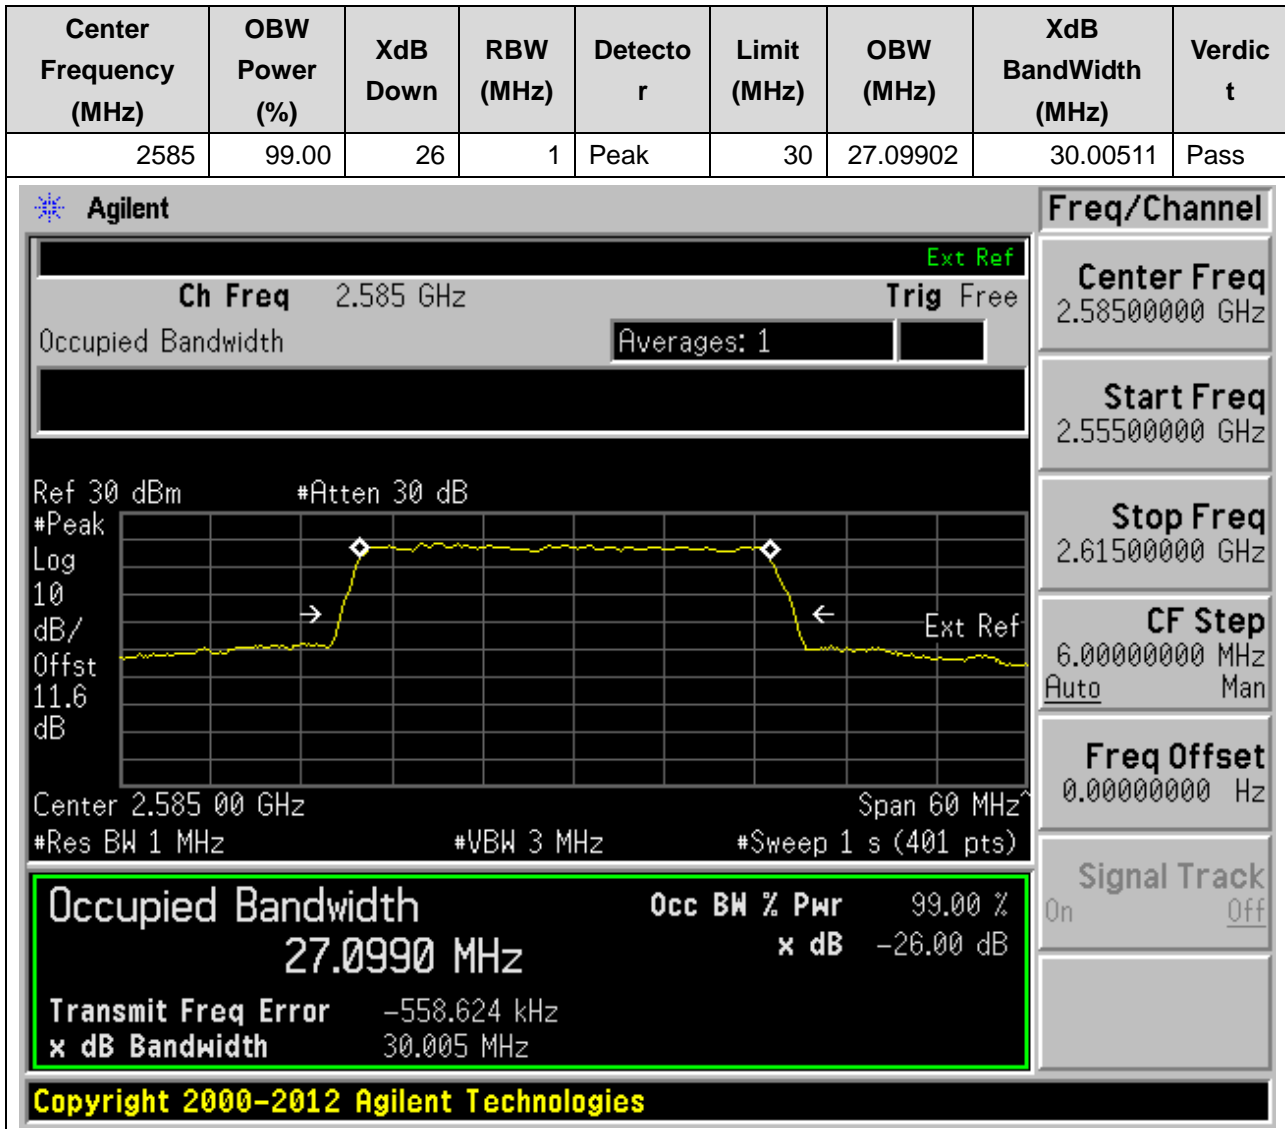 Center Frequency (MHz) OBW Power (%) XdB Down RBW (MHz) Detector Limit (MHz) OBW (MHz) XdB BandWidth (MHz) Verdict
2585 99.00 26 1 Peak 30 27.09902 30.00511 Pass
Agilent
Freq/Channel
Ext Ref
Ch Freq 2.585 GHz Trig Free
Occupied Bandwidth Averages: 1
Center Freq
2.58500000 GHz
Start Freq
2.55500000 GHz
Stop Freq
2.61500000 GHz
CF Step
6.00000000 MHz
Auto Man
Freq Offset
0.00000000 Hz
Signal Track
On Off
Ref 30 dBm #Atten 30 dB
#Peak
Log
10
dB/
Offst
11.6
dB
Ext Ref
Center 2.585 00 GHz Span 60 MHz^
#Res BW 1 MHz #VBW 3 MHz #Sweep 1 s (401 pts)
Occupied Bandwidth Occ BW % Pwr 99.00 %
27.0990 MHz x dB -26.00 dB
Transmit Freq Error -558.624 kHz
x dB Bandwidth 30.005 MHz
Copyright 2000-2012 Agilent Technologies